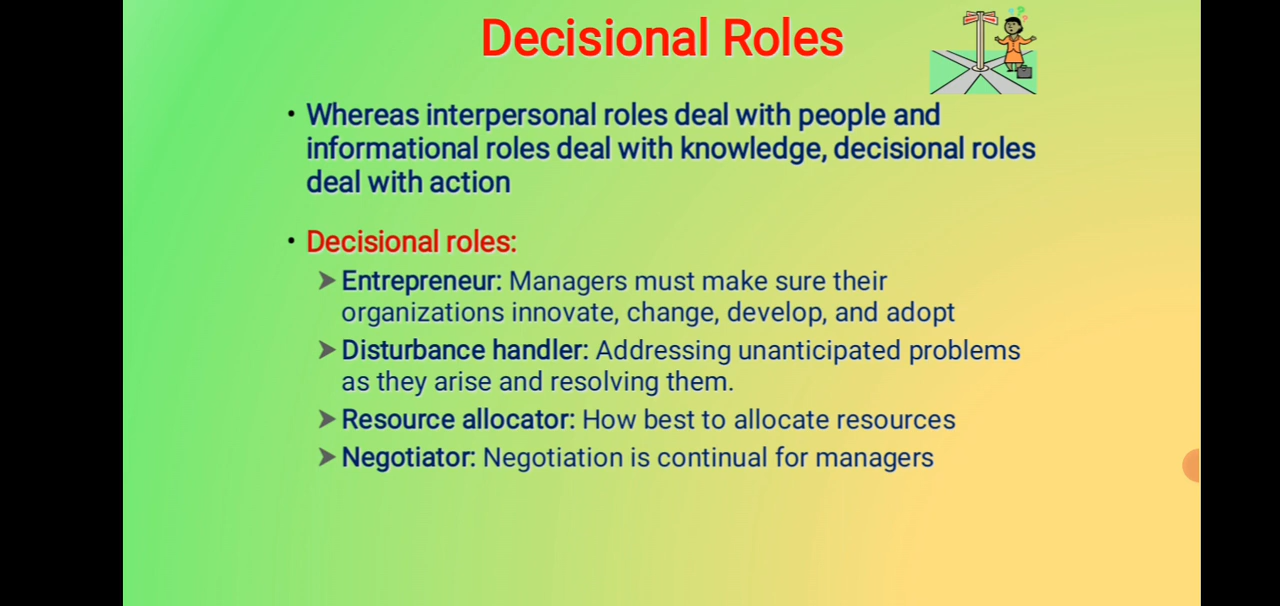 Decisional Roles
• Whereas interpersonal roles deal with people and
informational roles deal with knowledge, decisional roles
deal with action
• Decisional roles:
➤ Entrepreneur: Managers must make sure their
organizations innovate, change, develop, and adopt
➤ Disturbance handler: Addressing unanticipated problems
as they arise and resolving them.
➤ Resource allocator: How best to allocate resources
➤ Negotiator: Negotiation is continual for managers